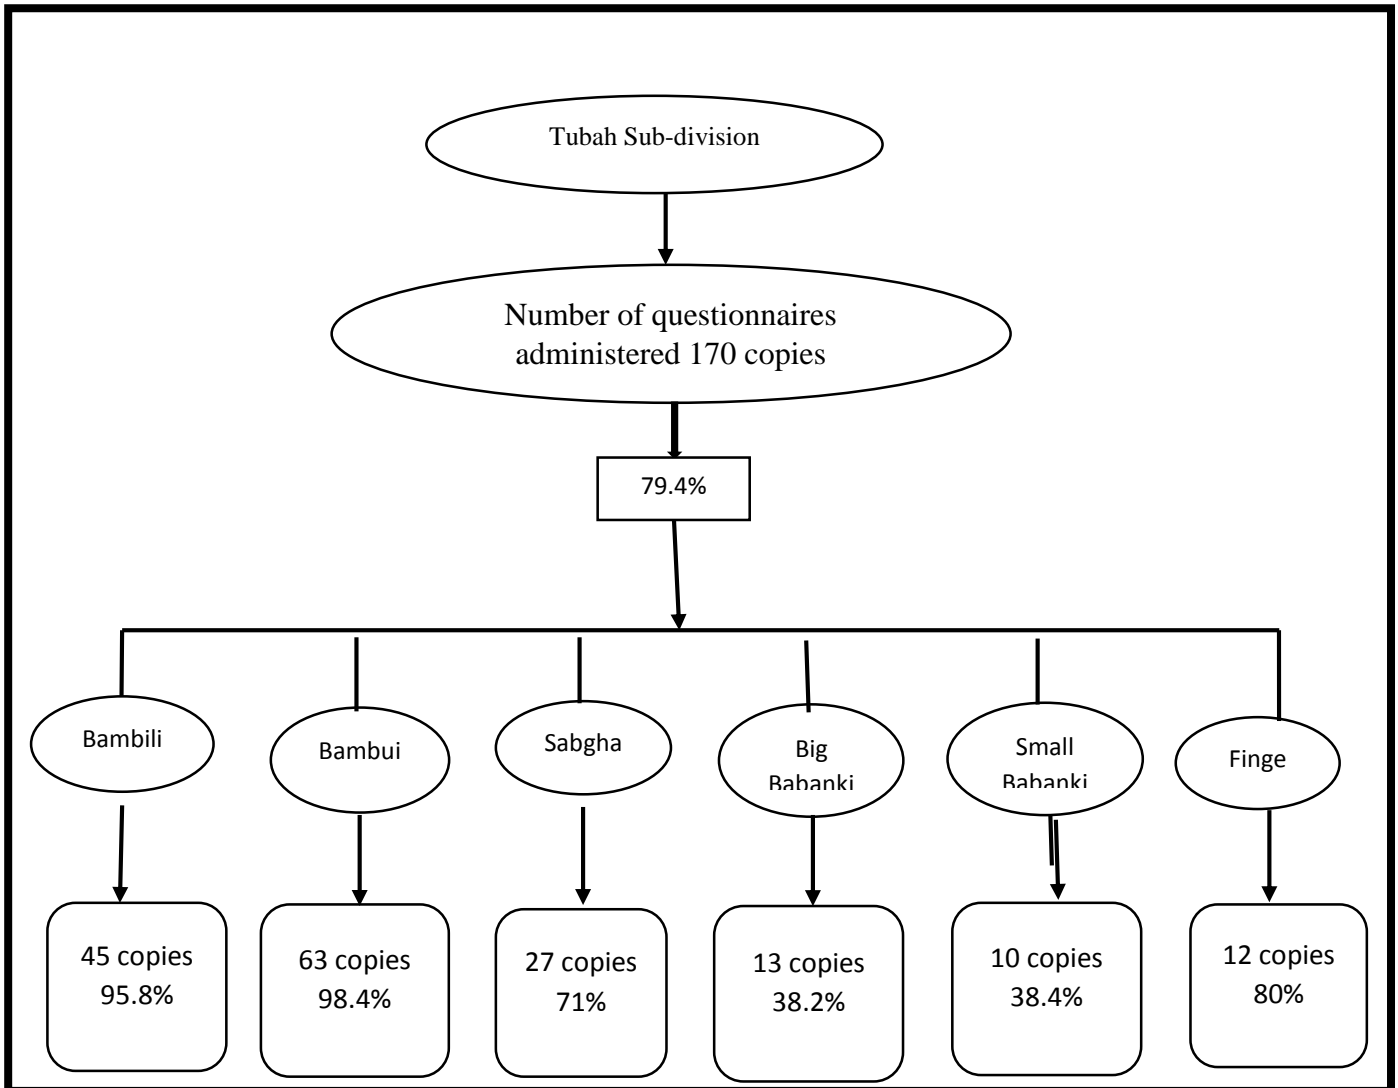 Tubah Sub-division
Number of questionnaires
administered 170 copies
79.4%
Bambili
Bambui
Sabgha
Big
Babanki
Small
Babanki
Finge
45 copies
95.8%
63 copies
98.4%
27 copies
71%
13 copies
38.2%
10 copies
38.4%
12 copies
80%